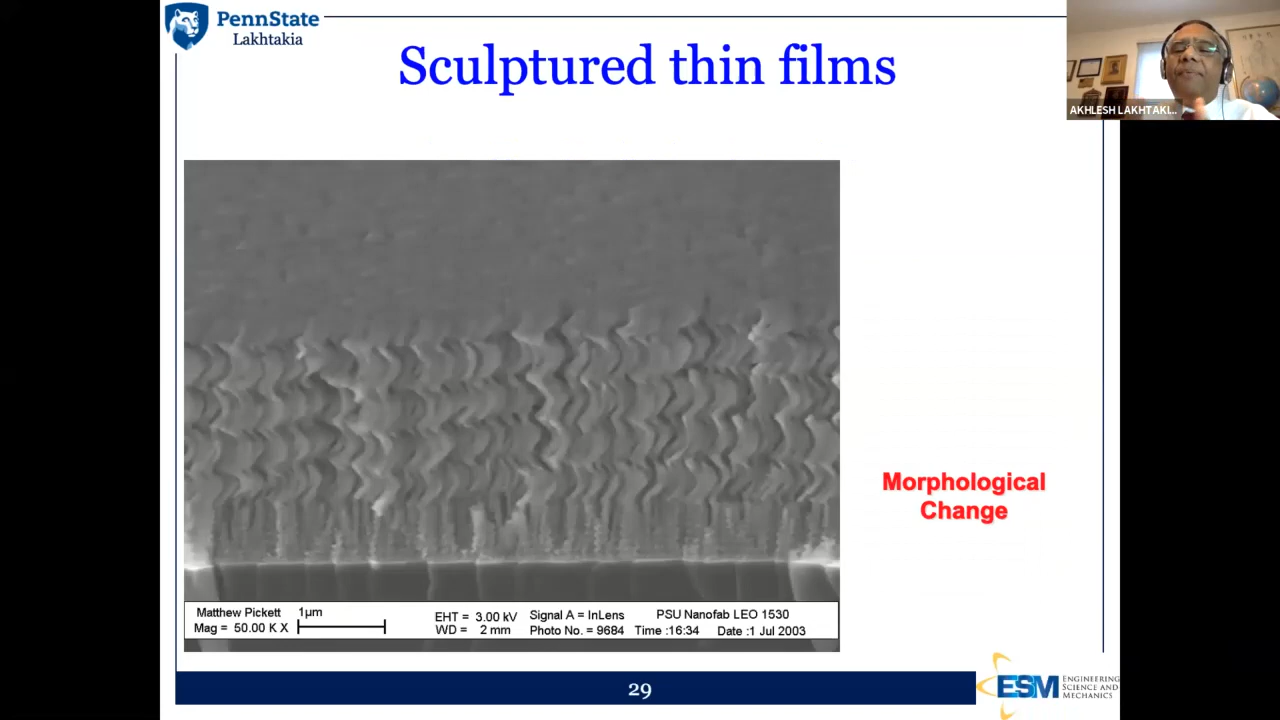 PennState
Lakhtakia
Sculptured thin films
AKHLESH LAKHTAKI...
Morphological
Change
Matthew Pickett 1µm EHT = 3.00 kV Signal A = InLens PSU Nanofab LEO 1530
Mag = 50.00 K X WD = 2 mm Photo No. = 9684 Time :16:34 Date :1 Jul 2003
29
ESM ENGINEERING
SCIENCE AND
MECHANICS